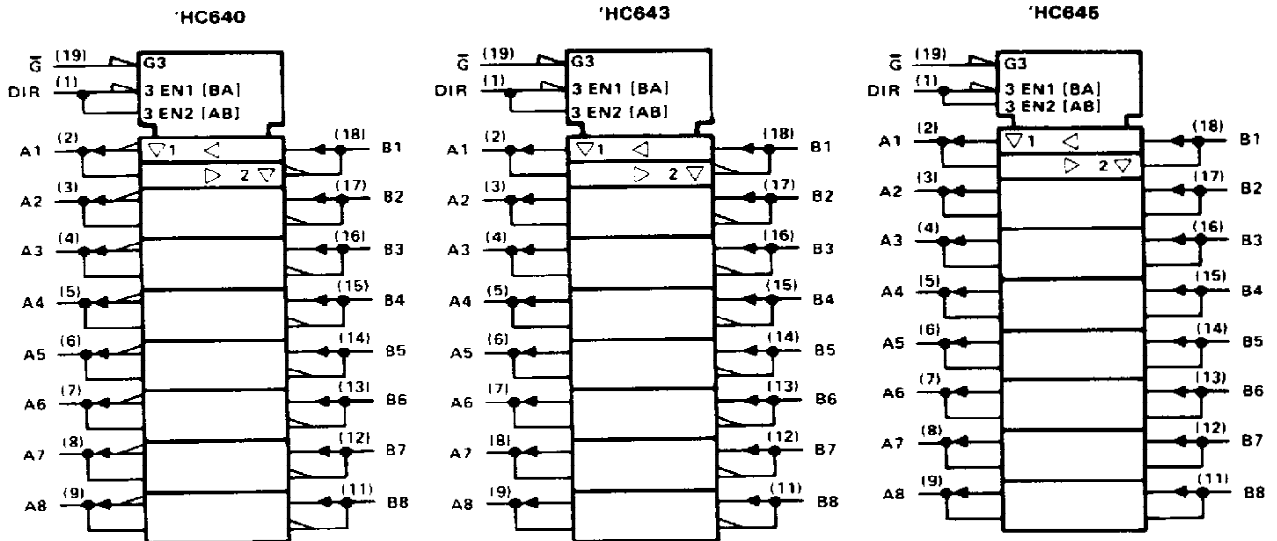 'HC640
G̅ (19) G3
DIR (1) 3 EN1 [BA]
3 EN2 [AB]
A1 (2) ▽1 ◁ (18) B1
▷ 2▽
A2 (3) (17) B2
A3 (4) (16) B3
A4 (5) (15) B4
A5 (6) (14) B5
A6 (7) (13) B6
A7 (8) (12) B7
A8 (9) (11) B8
'HC643
G̅ (19) G3
DIR (1) 3 EN1 [BA]
3 EN2 [AB]
A1 (2) ▽1 ◁ (18) B1
▷ 2▽
A2 (3) (17) B2
A3 (4) (16) B3
A4 (5) (15) B4
A5 (6) (14) B5
A6 (7) (13) B6
A7 (8) (12) B7
A8 (9) (11) B8
'HC645
G̅ (19) G3
DIR (1) 3 EN1 [BA]
3 EN2 [AB]
A1 (2) ▽1 ◁ (18) B1
▷ 2▽
A2 (3) (17) B2
A3 (4) (16) B3
A4 (5) (15) B4
A5 (6) (14) B5
A6 (7) (13) B6
A7 (8) (12) B7
A8 (9) (11) B8